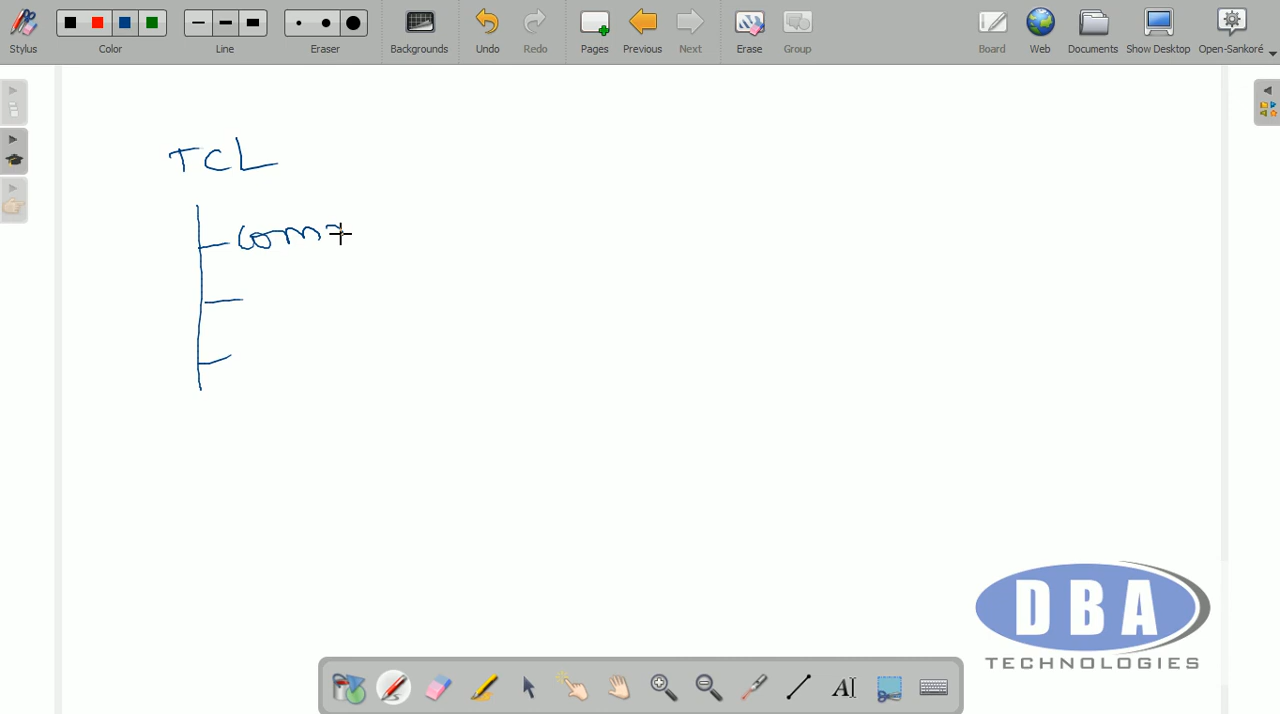 Stylus Color Line Eraser Backgrounds Undo Redo Pages Previous Next Erase Group Board Web Documents Show Desktop Open-Sankoré
TCL
com
DBA
TECHNOLOGIES